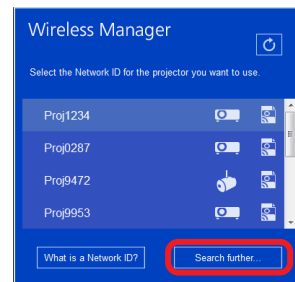 Wireless Manager
Select the Network ID for the projector you want to use.
Proj1234
Proj0287
Proj9472
Proj9953
What is a Network ID?
Search further...